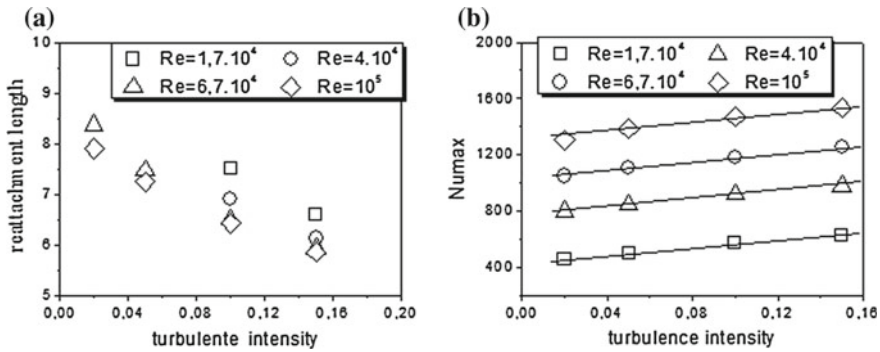 (a)
10
9
8
7
6
5
reattachment length
Re=1,7.10⁴
Re=4.10⁴
Re=6,7.10⁴
Re=10⁵
0,00 0,04 0,08 0,12 0,16 0,20
turbulente intensity
(b)
2000
1600
1200
800
400
Numax
Re=1,7.10⁴
Re=4.10⁴
Re=6,7.10⁴
Re=10⁵
0,00 0,04 0,08 0,12 0,16
turbulence intensity